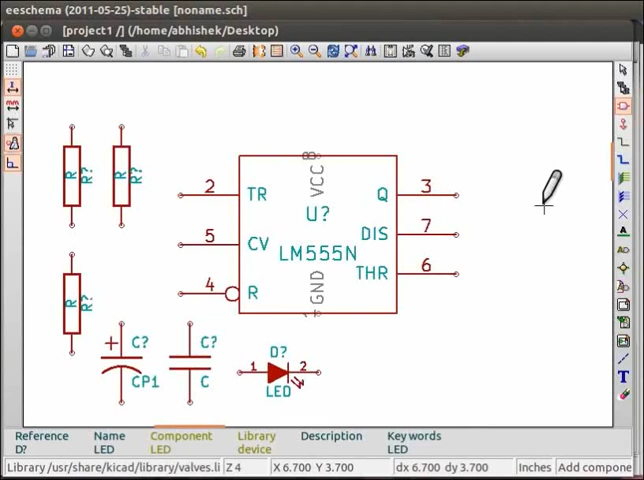 eeschema (2011-05-25)-stable [noname.sch]
[project1 /] (/home/abhishek/Desktop)
R
R?
R
R?
2
TR
5
CV
4
R
VCC
8
U?
LM555N
GND
1
Q
3
DIS
7
THR
6
R
R?
C?
CP1
C?
C
D?
1
2
LED
Reference Name Component Library Description Key words
D? LED LED device LED
Library /usr/share/kicad/library/valves.li Z 4 X 6.700 Y 3.700 dx 6.700 dy 3.700 Inches Add compone